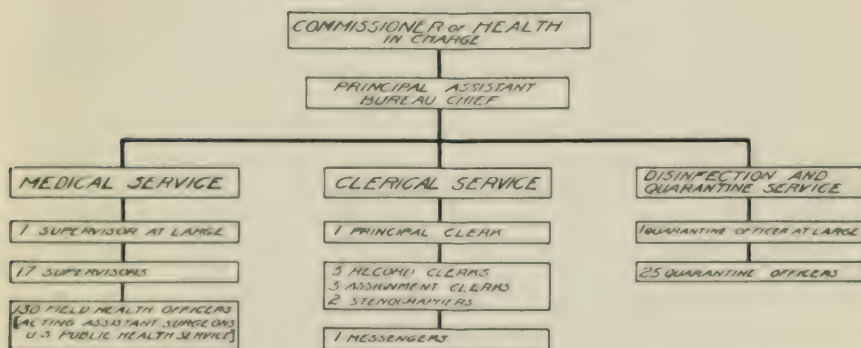 COMMISSIONER OF HEALTH
IN CHARGE
PRINCIPAL ASSISTANT
BUREAU CHIEF
MEDICAL SERVICE
1 SUPERVISOR AT LARGE
17 SUPERVISORS
130 FIELD HEALTH OFFICERS
[ACTING ASSISTANT SURGEONS
U.S. PUBLIC HEALTH SERVICE]
CLERICAL SERVICE
1 PRINCIPAL CLERK
RECORD CLERKS
ASSIGNMENT CLERKS
2 STENOGRAPHERS
1 MESSENGERS
DISINFECTION AND
QUARANTINE SERVICE
1 QUARANTINE OFFICER AT LARGE
25 QUARANTINE OFFICERS